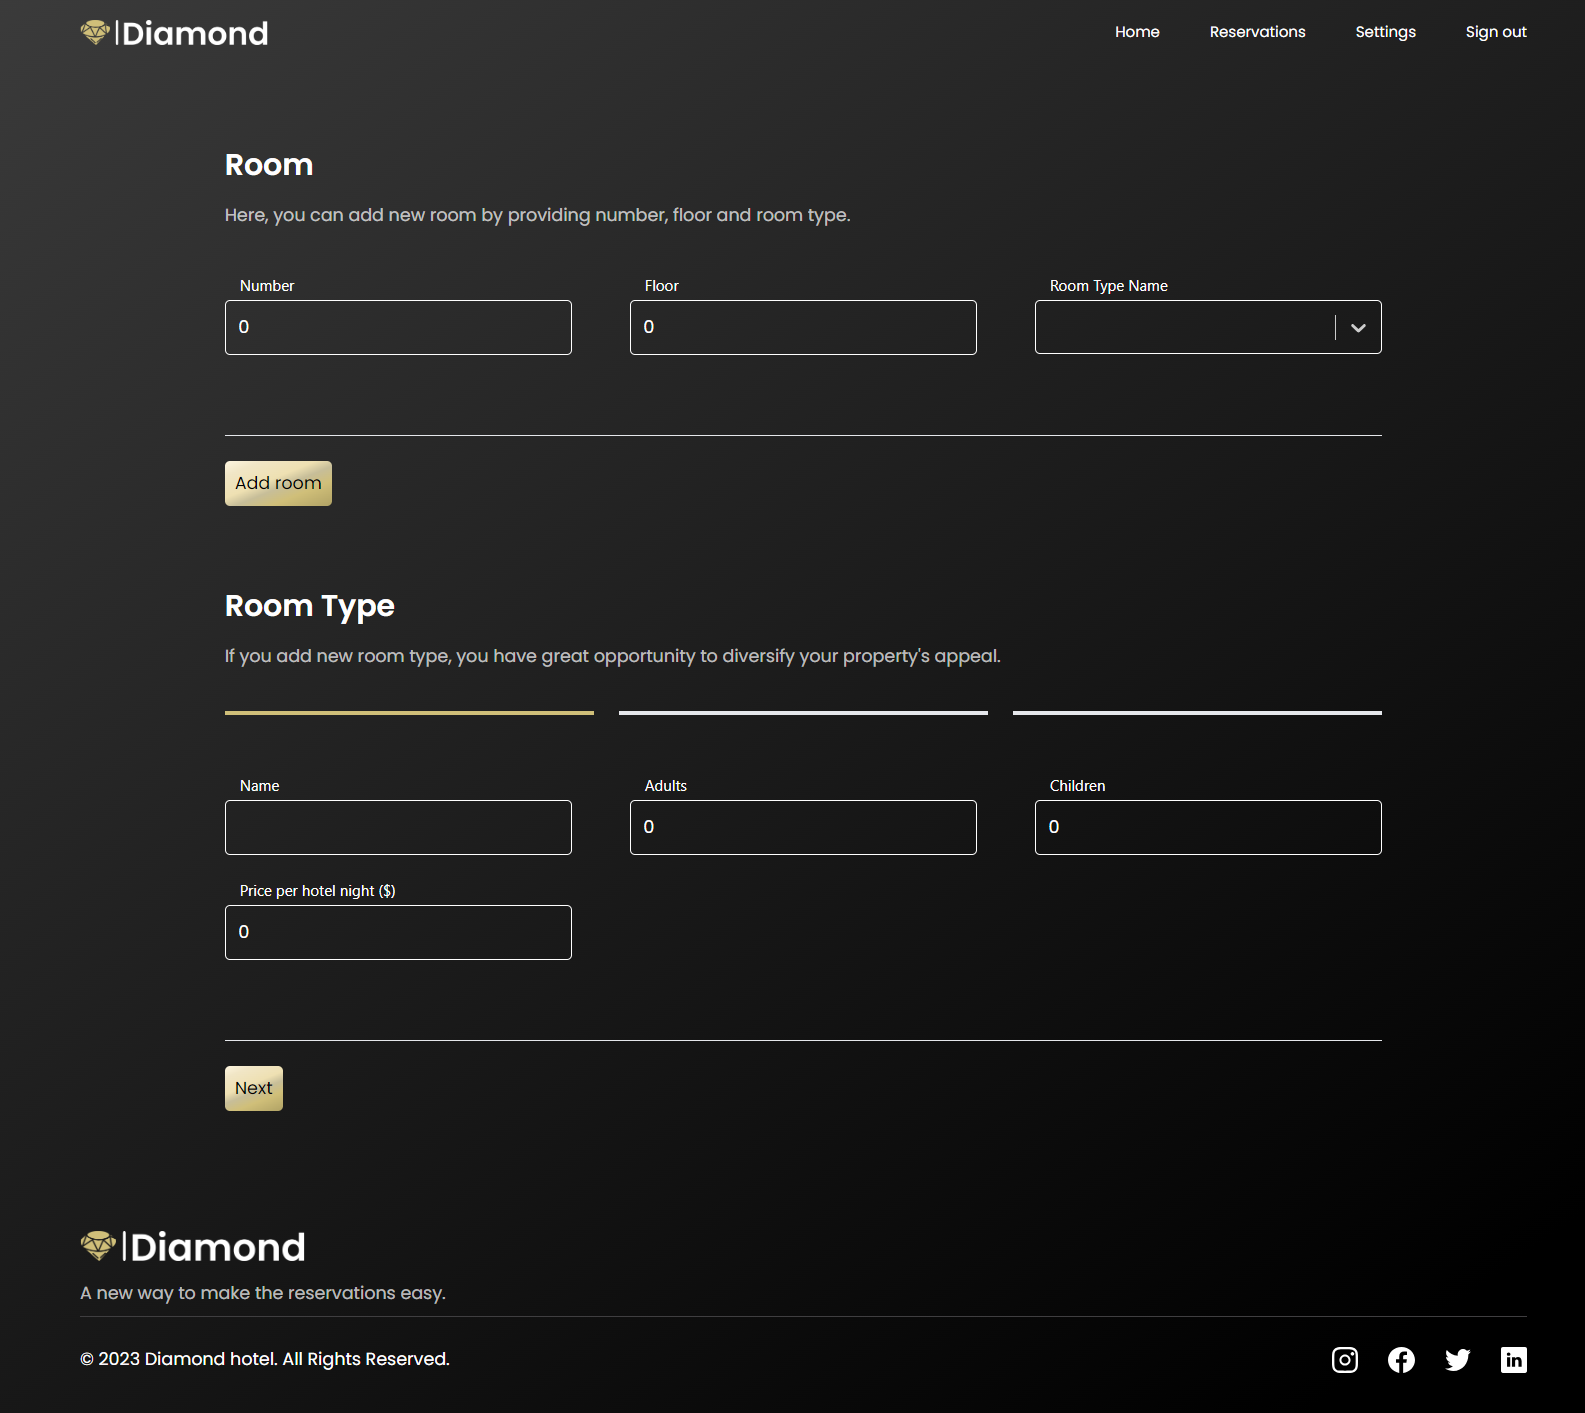 Diamond
Home Reservations Settings Sign out
Room
Here, you can add new room by providing number, floor and room type.
Number Floor Room Type Name
0 0
Add room
Room Type
If you add new room type, you have great opportunity to diversify your property's appeal.
Name Adults Children
0 0
Price per hotel night ($)
0
Next
Diamond
A new way to make the reservations easy.
© 2023 Diamond hotel. All Rights Reserved.
in